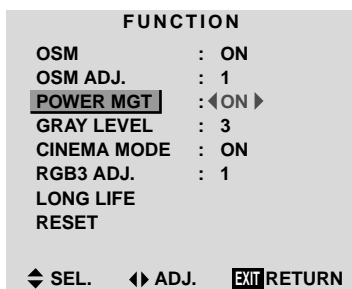 FUNCTION
OSM : ON
OSM ADJ. : 1
POWER MGT : ON
GRAY LEVEL : 3
CINEMA MODE : ON
RGB3 ADJ. : 1
LONG LIFE
RESET
SEL. ADJ. EXIT RETURN